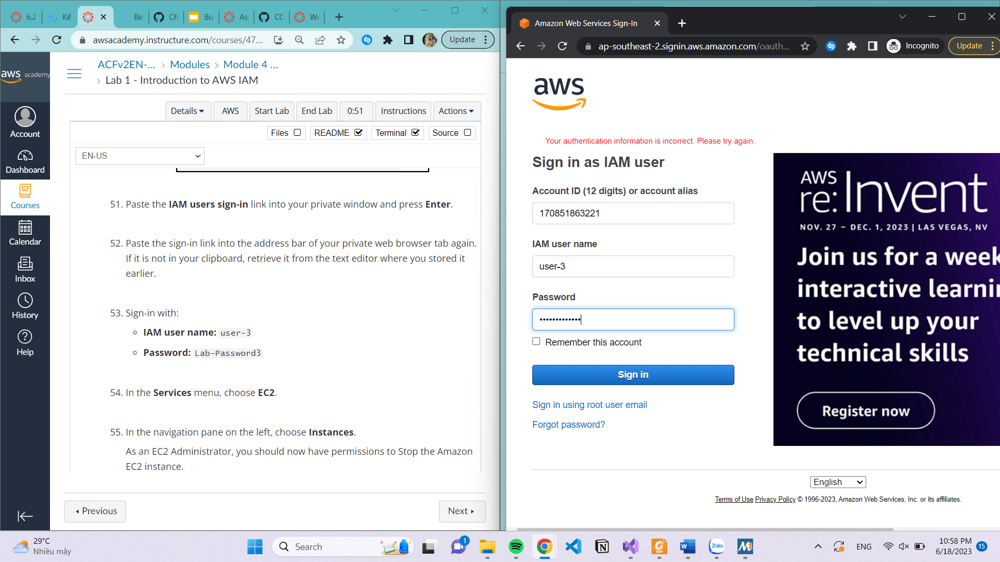 6.2
Kế
Be
Ch
Bu
As
CC
We
awsacademy.instructure.com/courses/47...
Update
aws academy
Account
Dashboard
Courses
Calendar
Inbox
History
Help
ACFv2EN-... > Modules > Module 4 ...
> Lab 1 - Introduction to AWS IAM
Details
AWS
Start Lab
End Lab
0:51
Instructions
Actions
Files
README
Terminal
Source
EN-US
51. Paste the IAM users sign-in link into your private window and press Enter.
52. Paste the sign-in link into the address bar of your private web browser tab again.
If it is not in your clipboard, retrieve it from the text editor where you stored it
earlier.
53. Sign-in with:
IAM user name: user-3
Password: Lab-Password3
54. In the Services menu, choose EC2.
55. In the navigation pane on the left, choose Instances.
As an EC2 Administrator, you should now have permissions to Stop the Amazon
EC2 instance.
Previous
Next
Amazon Web Services Sign-In
ap-southeast-2.signin.aws.amazon.com/oauth...
Incognito
Update
aws
Your authentication information is incorrect. Please try again.
Sign in as IAM user
Account ID (12 digits) or account alias
170851863221
IAM user name
user-3
Password
•••••••••••••
Remember this account
Sign in
Sign in using root user email
Forgot password?
AWS
re:Invent
NOV. 27 – DEC. 1, 2023 | LAS VEGAS, NV
Join us for a week
interactive learni
to level up your
technical skills
Register now
English
Terms of Use Privacy Policy © 1996-2023, Amazon Web Services, Inc. or its affiliates.
29°C
Nhiều mây
Search
1
PDF
W
Zalo
ENG
10:58 PM
6/18/2023
15